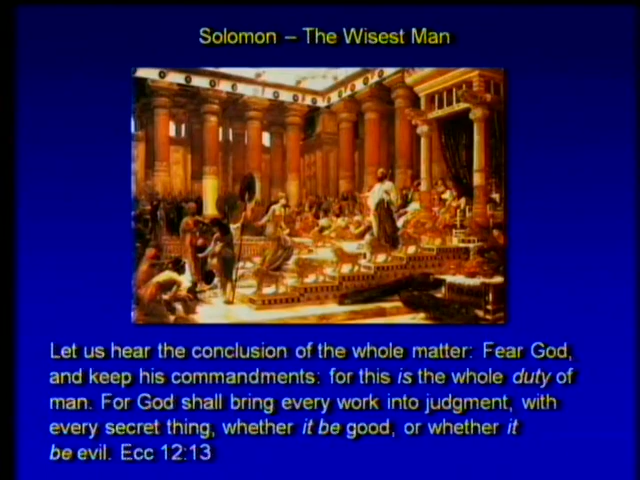 Solomon – The Wisest Man
Let us hear the conclusion of the whole matter: Fear God,
and keep his commandments: for this is the whole duty of
man. For God shall bring every work into judgment, with
every secret thing, whether it be good, or whether it
be evil. Ecc 12:13